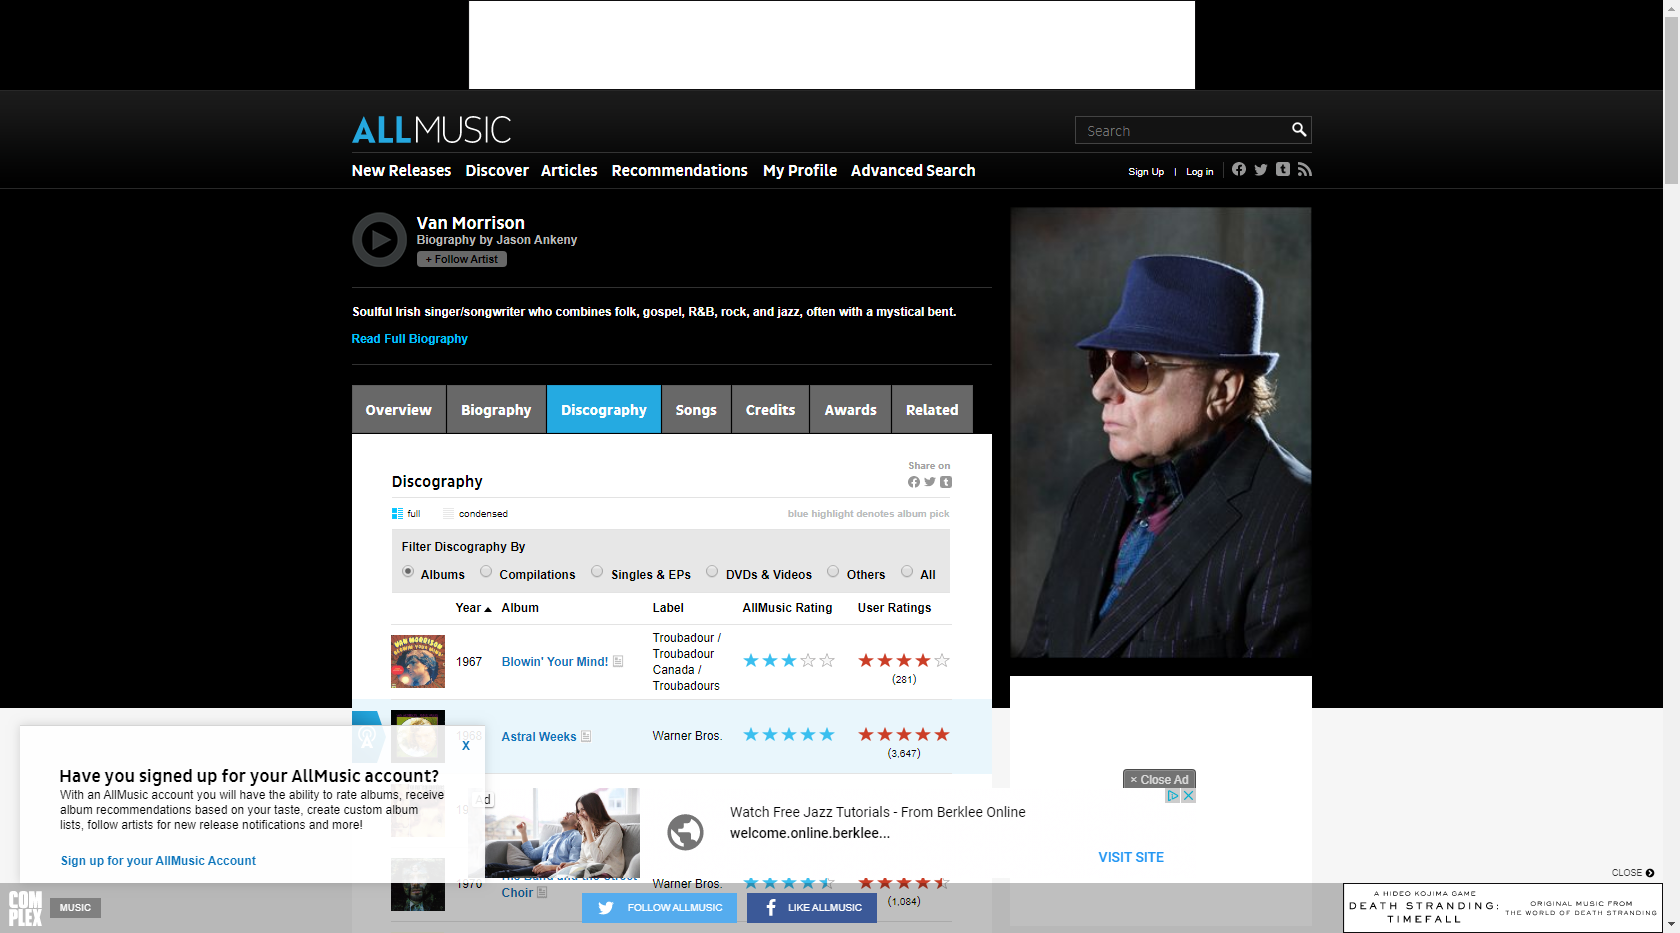 ALLMUSIC
Search
New Releases Discover Articles Recommendations My Profile Advanced Search
Sign Up | Log in
Van Morrison
Biography by Jason Ankeny
+ Follow Artist
Soulful Irish singer/songwriter who combines folk, gospel, R&B, rock, and jazz, often with a mystical bent.
Read Full Biography
Overview Biography Discography Songs Credits Awards Related
Share on
Discography
full condensed blue highlight denotes album pick
Filter Discography By
Albums Compilations Singles & EPs DVDs & Videos Others All
Year Album Label AllMusic Rating User Ratings
VAN MORRISON
BLOWIN' YOUR MIND!
1967 Blowin' Your Mind!
Troubadour /
Troubadour
Canada /
Troubadours
(281)
1968 Astral Weeks Warner Bros.
(3,647)
X
Have you signed up for your AllMusic account?
With an AllMusic account you will have the ability to rate albums, receive
album recommendations based on your taste, create custom album
lists, follow artists for new release notifications and more!
Sign up for your AllMusic Account
× Close Ad
Ad
Watch Free Jazz Tutorials - From Berklee Online
welcome.online.berklee...
VISIT SITE
1970
Choir
Warner Bros.
(1,084)
CLOSE
COMPLEX
MUSIC
FOLLOW ALLMUSIC
LIKE ALLMUSIC
A HIDEO KOJIMA GAME
DEATH STRANDING:
TIMEFALL
ORIGINAL MUSIC FROM
THE WORLD OF DEATH STRANDING